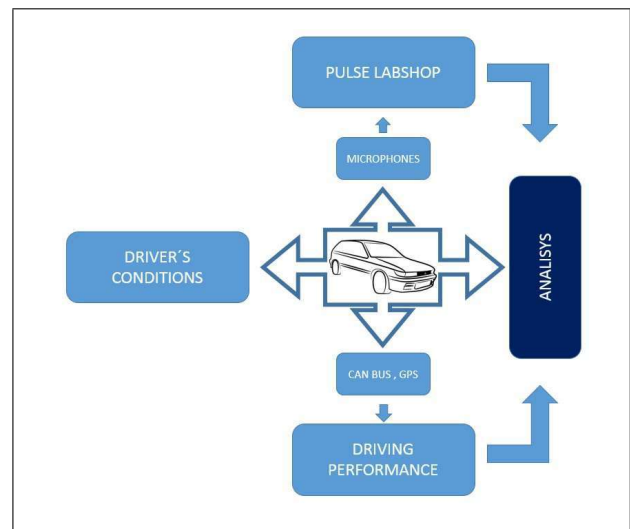 PULSE LABSHOP
MICROPHONES
DRIVER´S
CONDITIONS
ANALISYS
CAN BUS , GPS
DRIVING
PERFORMANCE